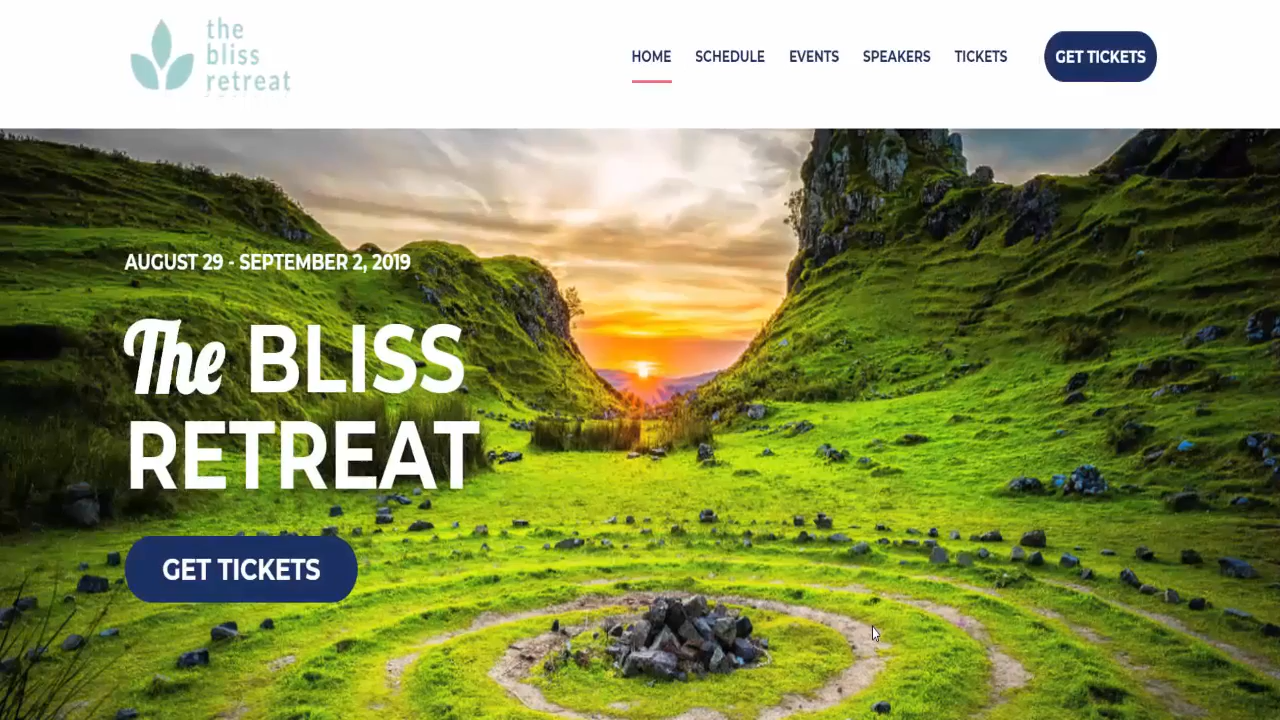 the
bliss
retreat
HOME SCHEDULE EVENTS SPEAKERS TICKETS GET TICKETS
AUGUST 29 - SEPTEMBER 2, 2019
The BLISS
RETREAT
GET TICKETS